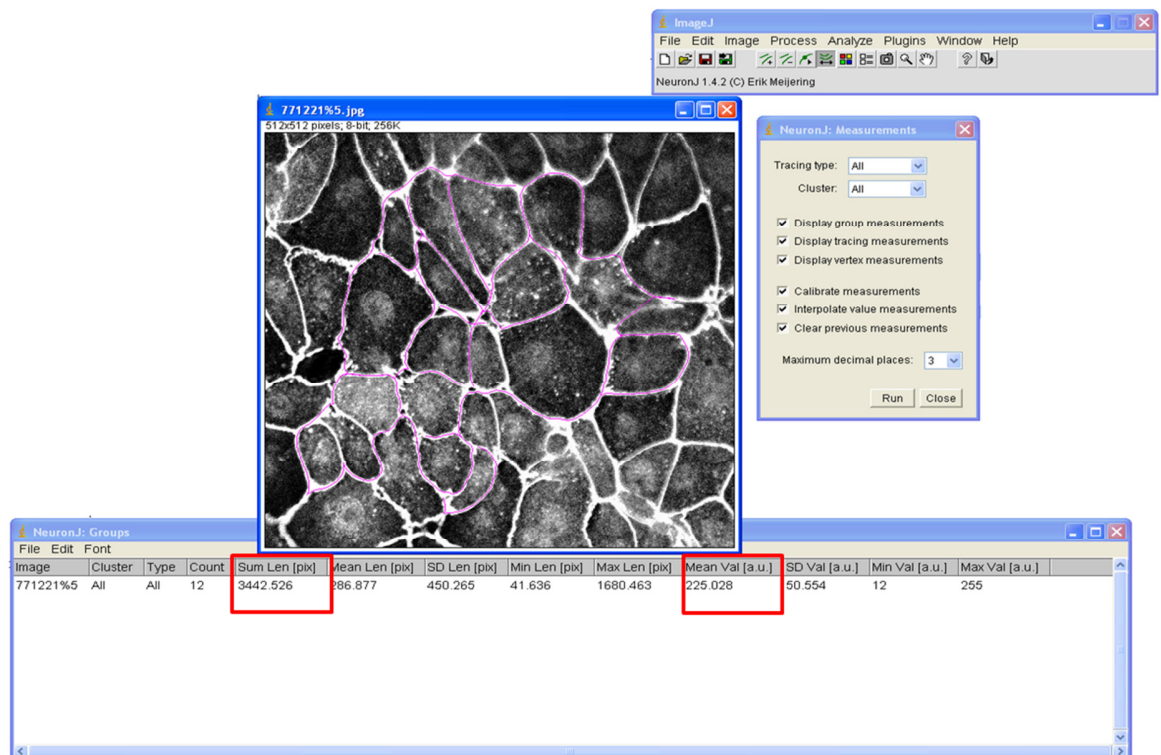 ImageJ
File Edit Image Process Analyze Plugins Window Help
NeuronJ 1.4.2 (C) Erik Meijering
771221%5.jpg
512x512 pixels; 8-bit; 256K
NeuronJ: Measurements
Tracing type: All
Cluster: All
Display group measurements
Display tracing measurements
Display vertex measurements
Calibrate measurements
Interpolate value measurements
Clear previous measurements
Maximum decimal places: 3
Run Close
NeuronJ: Groups
File Edit Font
Image Cluster Type Count Sum Len [pix] Mean Len [pix] SD Len [pix] Min Len [pix] Max Len [pix] Mean Val [a.u.] SD Val [a.u.] Min Val [a.u.] Max Val [a.u.]
771221%5 All All 12 3442.526 286.877 450.265 41.636 1680.463 225.028 50.554 12 255